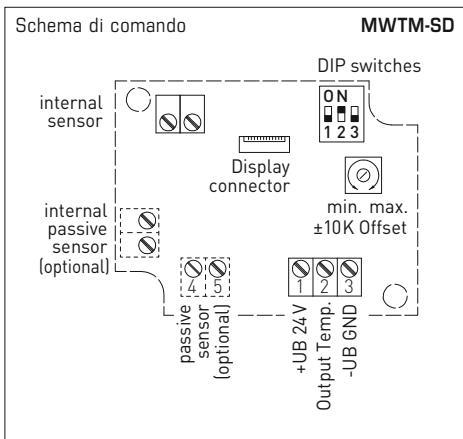 Schema di comando
MWTM-SD
DIP switches
ON
1 2 3
internal
sensor
Display
connector
min. max.
±10K Offset
internal
passive
sensor
(optional)
4 5
1 2 3
passive
sensor
(optional)
+UB 24V
Output Temp.
-UB GND